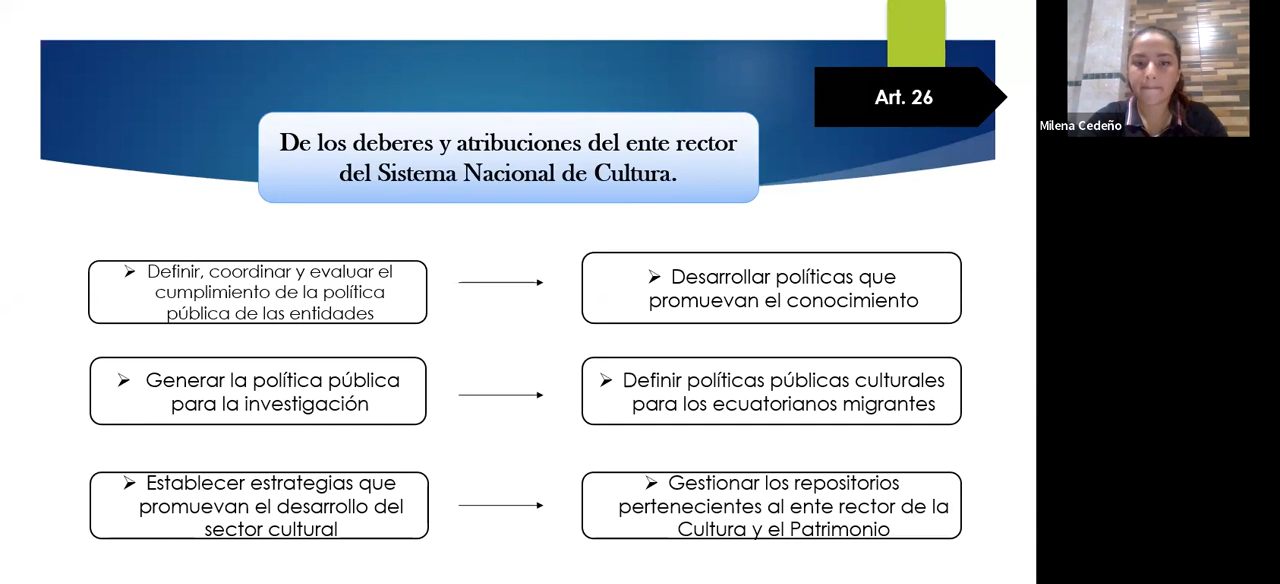 Art. 26
De los deberes y atribuciones del ente rector
del Sistema Nacional de Cultura.
Milena Cedeño
➢ Definir, coordinar y evaluar el
cumplimiento de la política
pública de las entidades
➢ Desarrollar políticas que
promuevan el conocimiento
➢ Generar la política pública
para la investigación
➢ Definir políticas públicas culturales
para los ecuatorianos migrantes
➢ Establecer estrategias que
promuevan el desarrollo del
sector cultural
➢ Gestionar los repositorios
pertenecientes al ente rector de la
Cultura y el Patrimonio